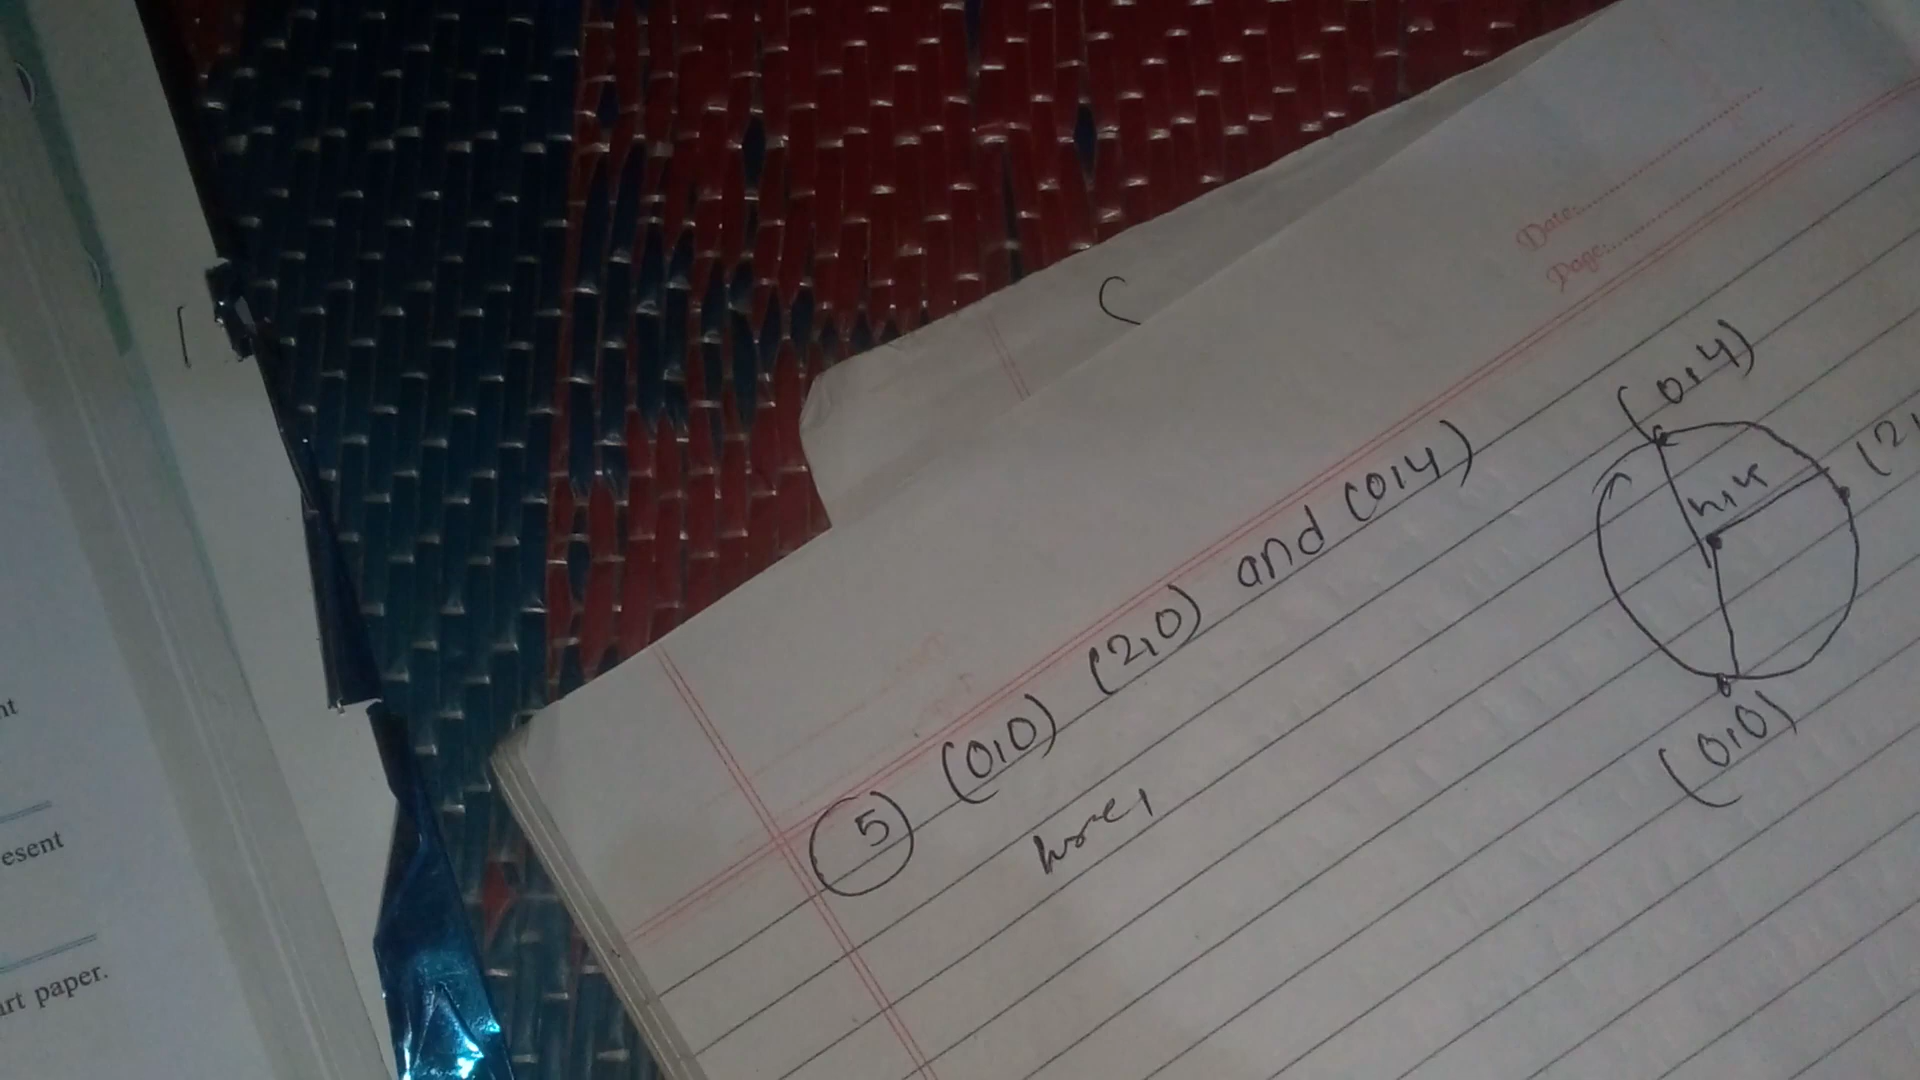 Date:
Page:
5 (0,0) (2,0) and (0,4)
here,
(0,4)
h,k
(2,
(0,0)
esent
rt paper.